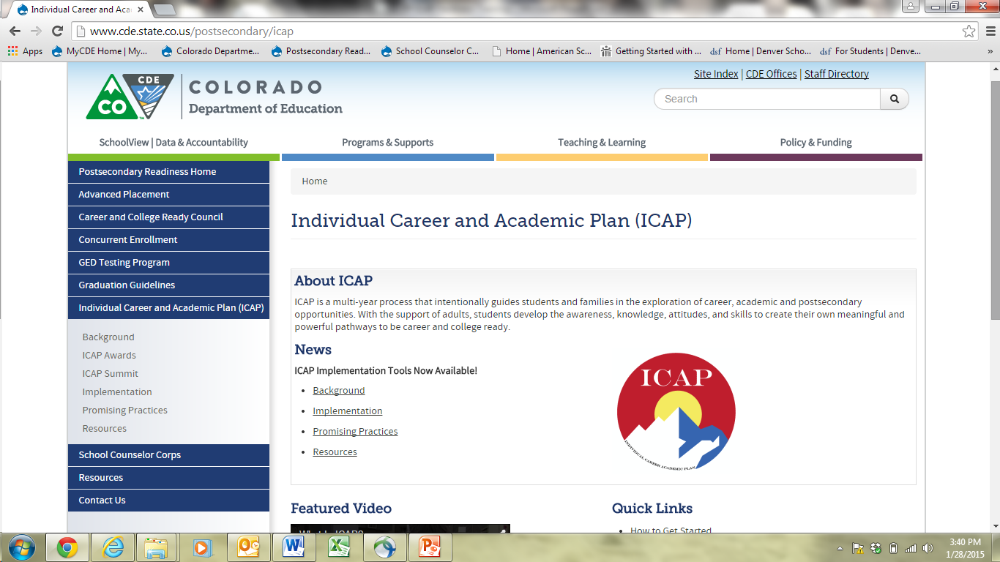 Individual Career and Aca
www.cde.state.co.us/postsecondary/icap
Apps MyCDE Home | My... Colorado Departme... Postsecondary Read... School Counselor C... Home | American Sc... Getting Started with ... dsf Home | Denver Scho... dsf For Students | Denve... »
Site Index | CDE Offices | Staff Directory
CDE
CO
TM
COLORADO
Department of Education
Search
SchoolView | Data & Accountability Programs & Supports Teaching & Learning Policy & Funding
Postsecondary Readiness Home
Advanced Placement
Career and College Ready Council
Concurrent Enrollment
GED Testing Program
Graduation Guidelines
Individual Career and Academic Plan (ICAP)
Background
ICAP Awards
ICAP Summit
Implementation
Promising Practices
Resources
School Counselor Corps
Resources
Contact Us
Home
Individual Career and Academic Plan (ICAP)
About ICAP
ICAP is a multi-year process that intentionally guides students and families in the exploration of career, academic and postsecondary
opportunities. With the support of adults, students develop the awareness, knowledge, attitudes, and skills to create their own meaningful and
powerful pathways to be career and college ready.
News
ICAP Implementation Tools Now Available!
• Background
• Implementation
• Promising Practices
• Resources
ICAP
INDIVIDUAL CAREER ACADEMIC PLAN
Featured Video
What Is ICAP?
Quick Links
• How to Get Started
3:40 PM
1/28/2015